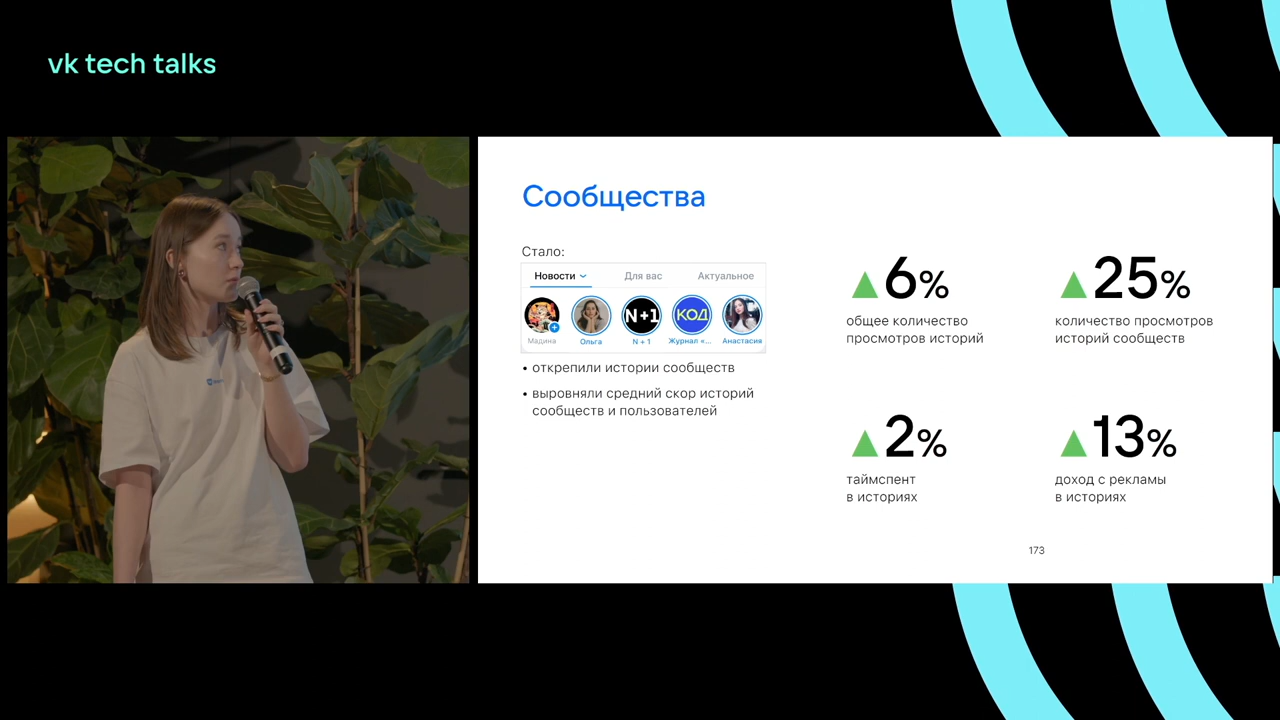 vk tech talks
Сообщества
Стало:
Новости Для вас Актуальное
N+1 КОД
Мадина Ольга N + 1 Журнал «... Анастасия
• открепили истории сообществ
• выровняли средний скор историй
сообществ и пользователей
6%
общее количество
просмотров историй
25%
количество просмотров
историй сообществ
2%
таймспент
в историях
13%
доход с рекламы
в историях
173